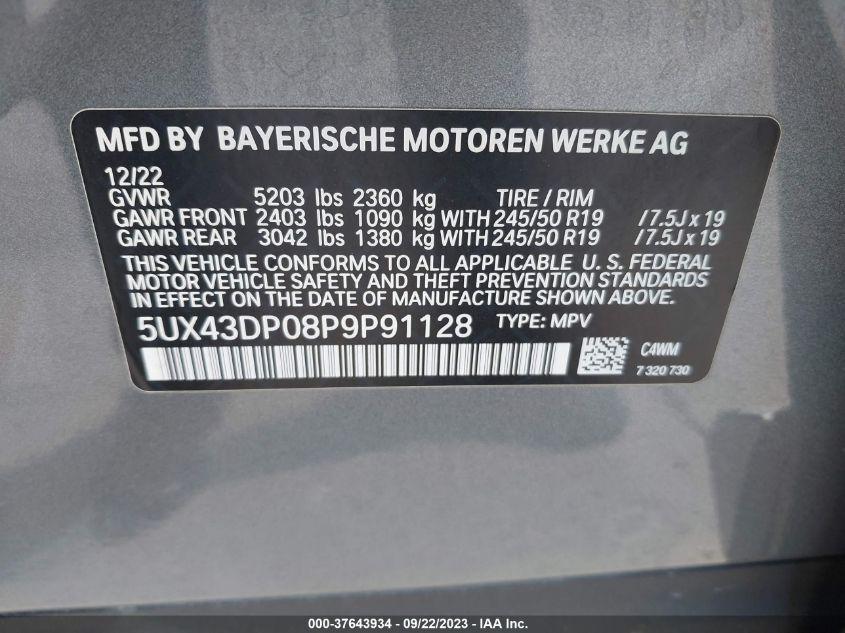 MFD BY BAYERISCHE MOTOREN WERKE AG
12/22
GVWR 5203 lbs 2360 kg TIRE / RIM
GAWR FRONT 2403 lbs 1090 kg WITH 245/50 R19 / 7.5J x 19
GAWR REAR 3042 lbs 1380 kg WITH 245/50 R19 / 7.5J x 19
THIS VEHICLE CONFORMS TO ALL APPLICABLE U. S. FEDERAL
MOTOR VEHICLE SAFETY AND THEFT PREVENTION STANDARDS
IN EFFECT ON THE DATE OF MANUFACTURE SHOWN ABOVE.
5UX43DP08P9P91128 TYPE: MPV
C4WM
7 320 730
000-37643934 - 09/22/2023 - IAA Inc.